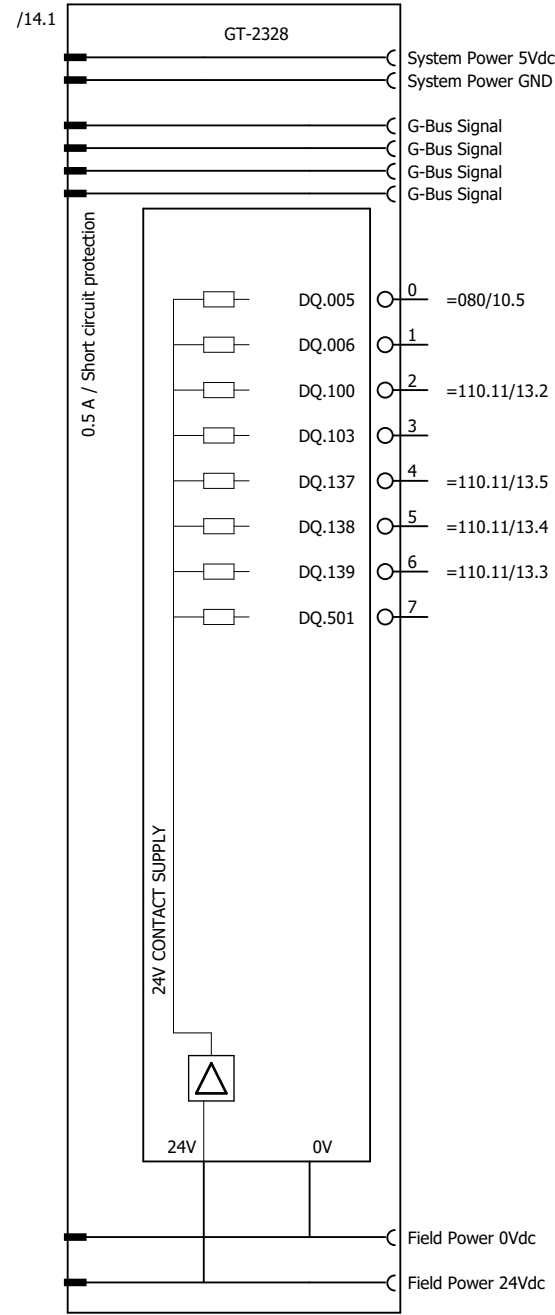 /14.1
GT-2328
System Power 5Vdc
System Power GND
G-Bus Signal
G-Bus Signal
G-Bus Signal
G-Bus Signal
0.5 A / Short circuit protection
DQ.005 0 =080/10.5
DQ.006 1
DQ.100 2 =110.11/13.2
DQ.103 3
DQ.137 4 =110.11/13.5
DQ.138 5 =110.11/13.4
DQ.139 6 =110.11/13.3
DQ.501 7
24V CONTACT SUPPLY
24V 0V
Field Power 0Vdc
Field Power 24Vdc